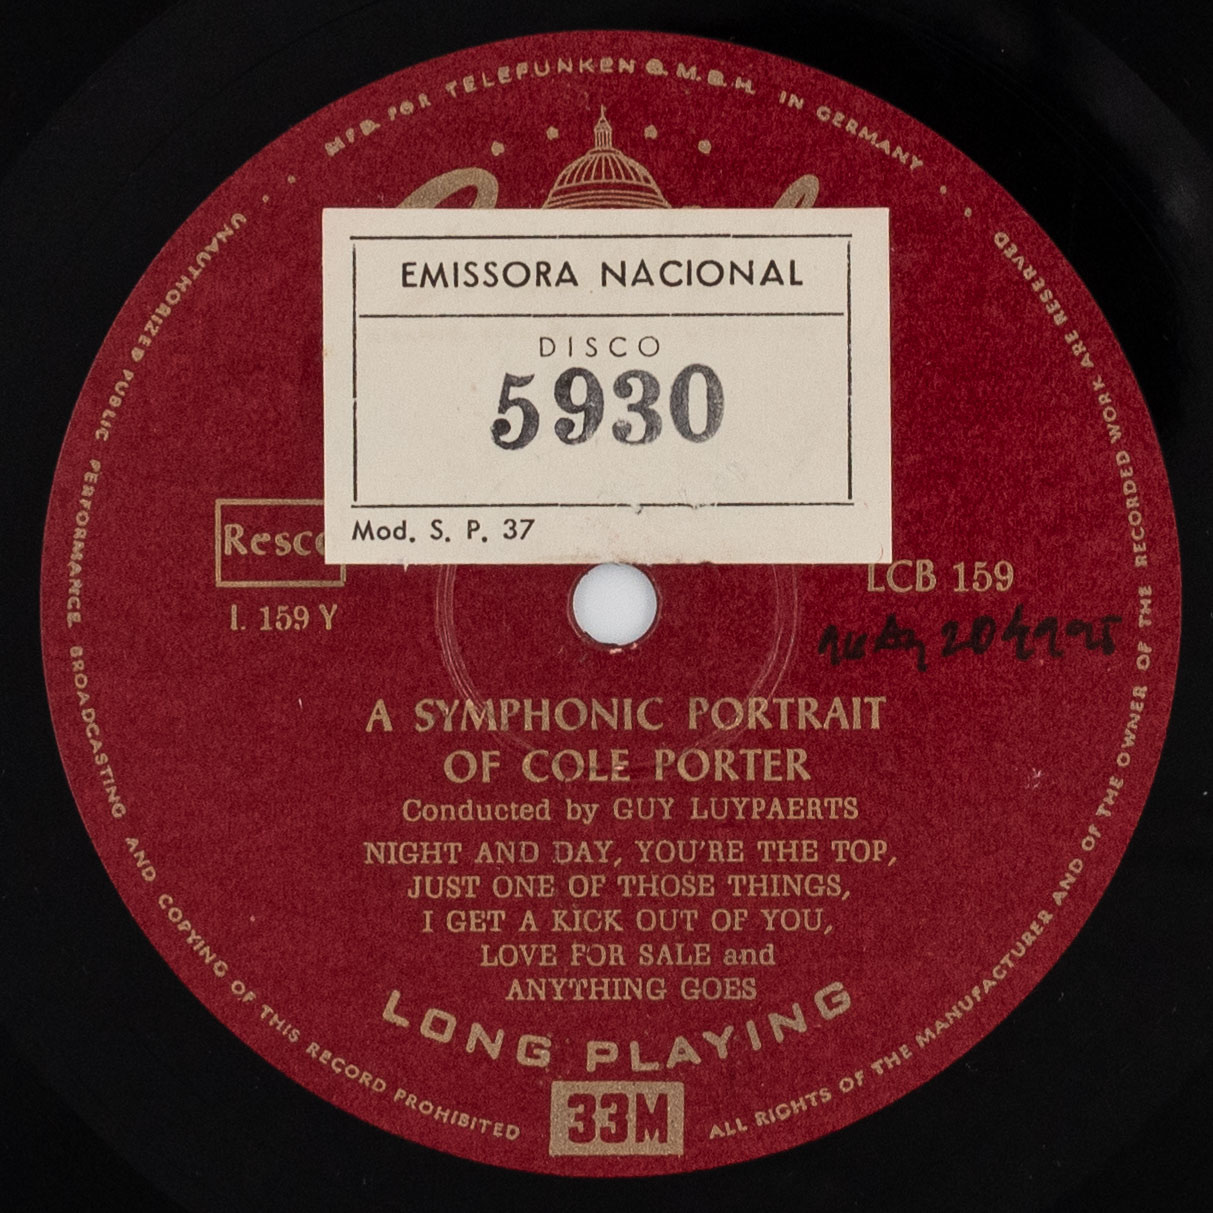 MFD. FOR TELEFUNKEN G.M.B.H. IN GERMANY
EMISSORA NACIONAL
DISCO
5930
Mod. S. P. 37
Resco
I. 159 Y
LCB 159
A SYMPHONIC PORTRAIT
OF COLE PORTER
Conducted by GUY LUYPAERTS
NIGHT AND DAY, YOU'RE THE TOP,
JUST ONE OF THOSE THINGS,
I GET A KICK OUT OF YOU,
LOVE FOR SALE and
ANYTHING GOES
LONG PLAYING
33M
UNAUTHORIZED PUBLIC PERFORMANCE, BROADCASTING AND COPYING OF THIS RECORD PROHIBITED
ALL RIGHTS OF THE MANUFACTURER AND OF THE OWNER OF THE RECORDED WORK ARE RESERVED